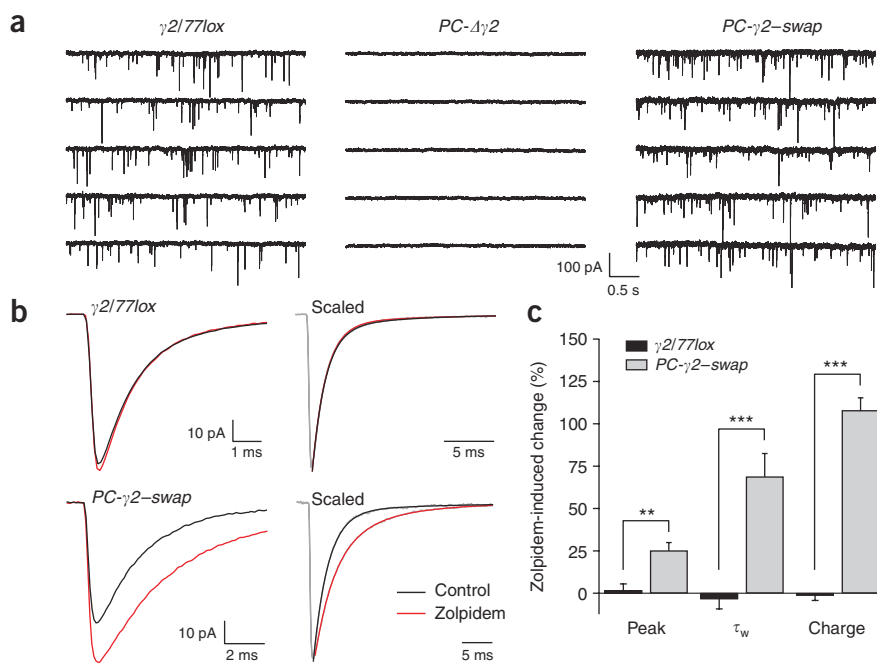 a
γ2/77lox
PC-Δγ2
PC-γ2–swap
100 pA
0.5 s
b
γ2/77lox
Scaled
10 pA
1 ms
5 ms
PC-γ2–swap
Scaled
Control
Zolpidem
10 pA
2 ms
5 ms
c
γ2/77lox
PC-γ2–swap
Zolpidem-induced change (%)
150
125
100
75
50
25
0
**
***
***
Peak
τw
Charge